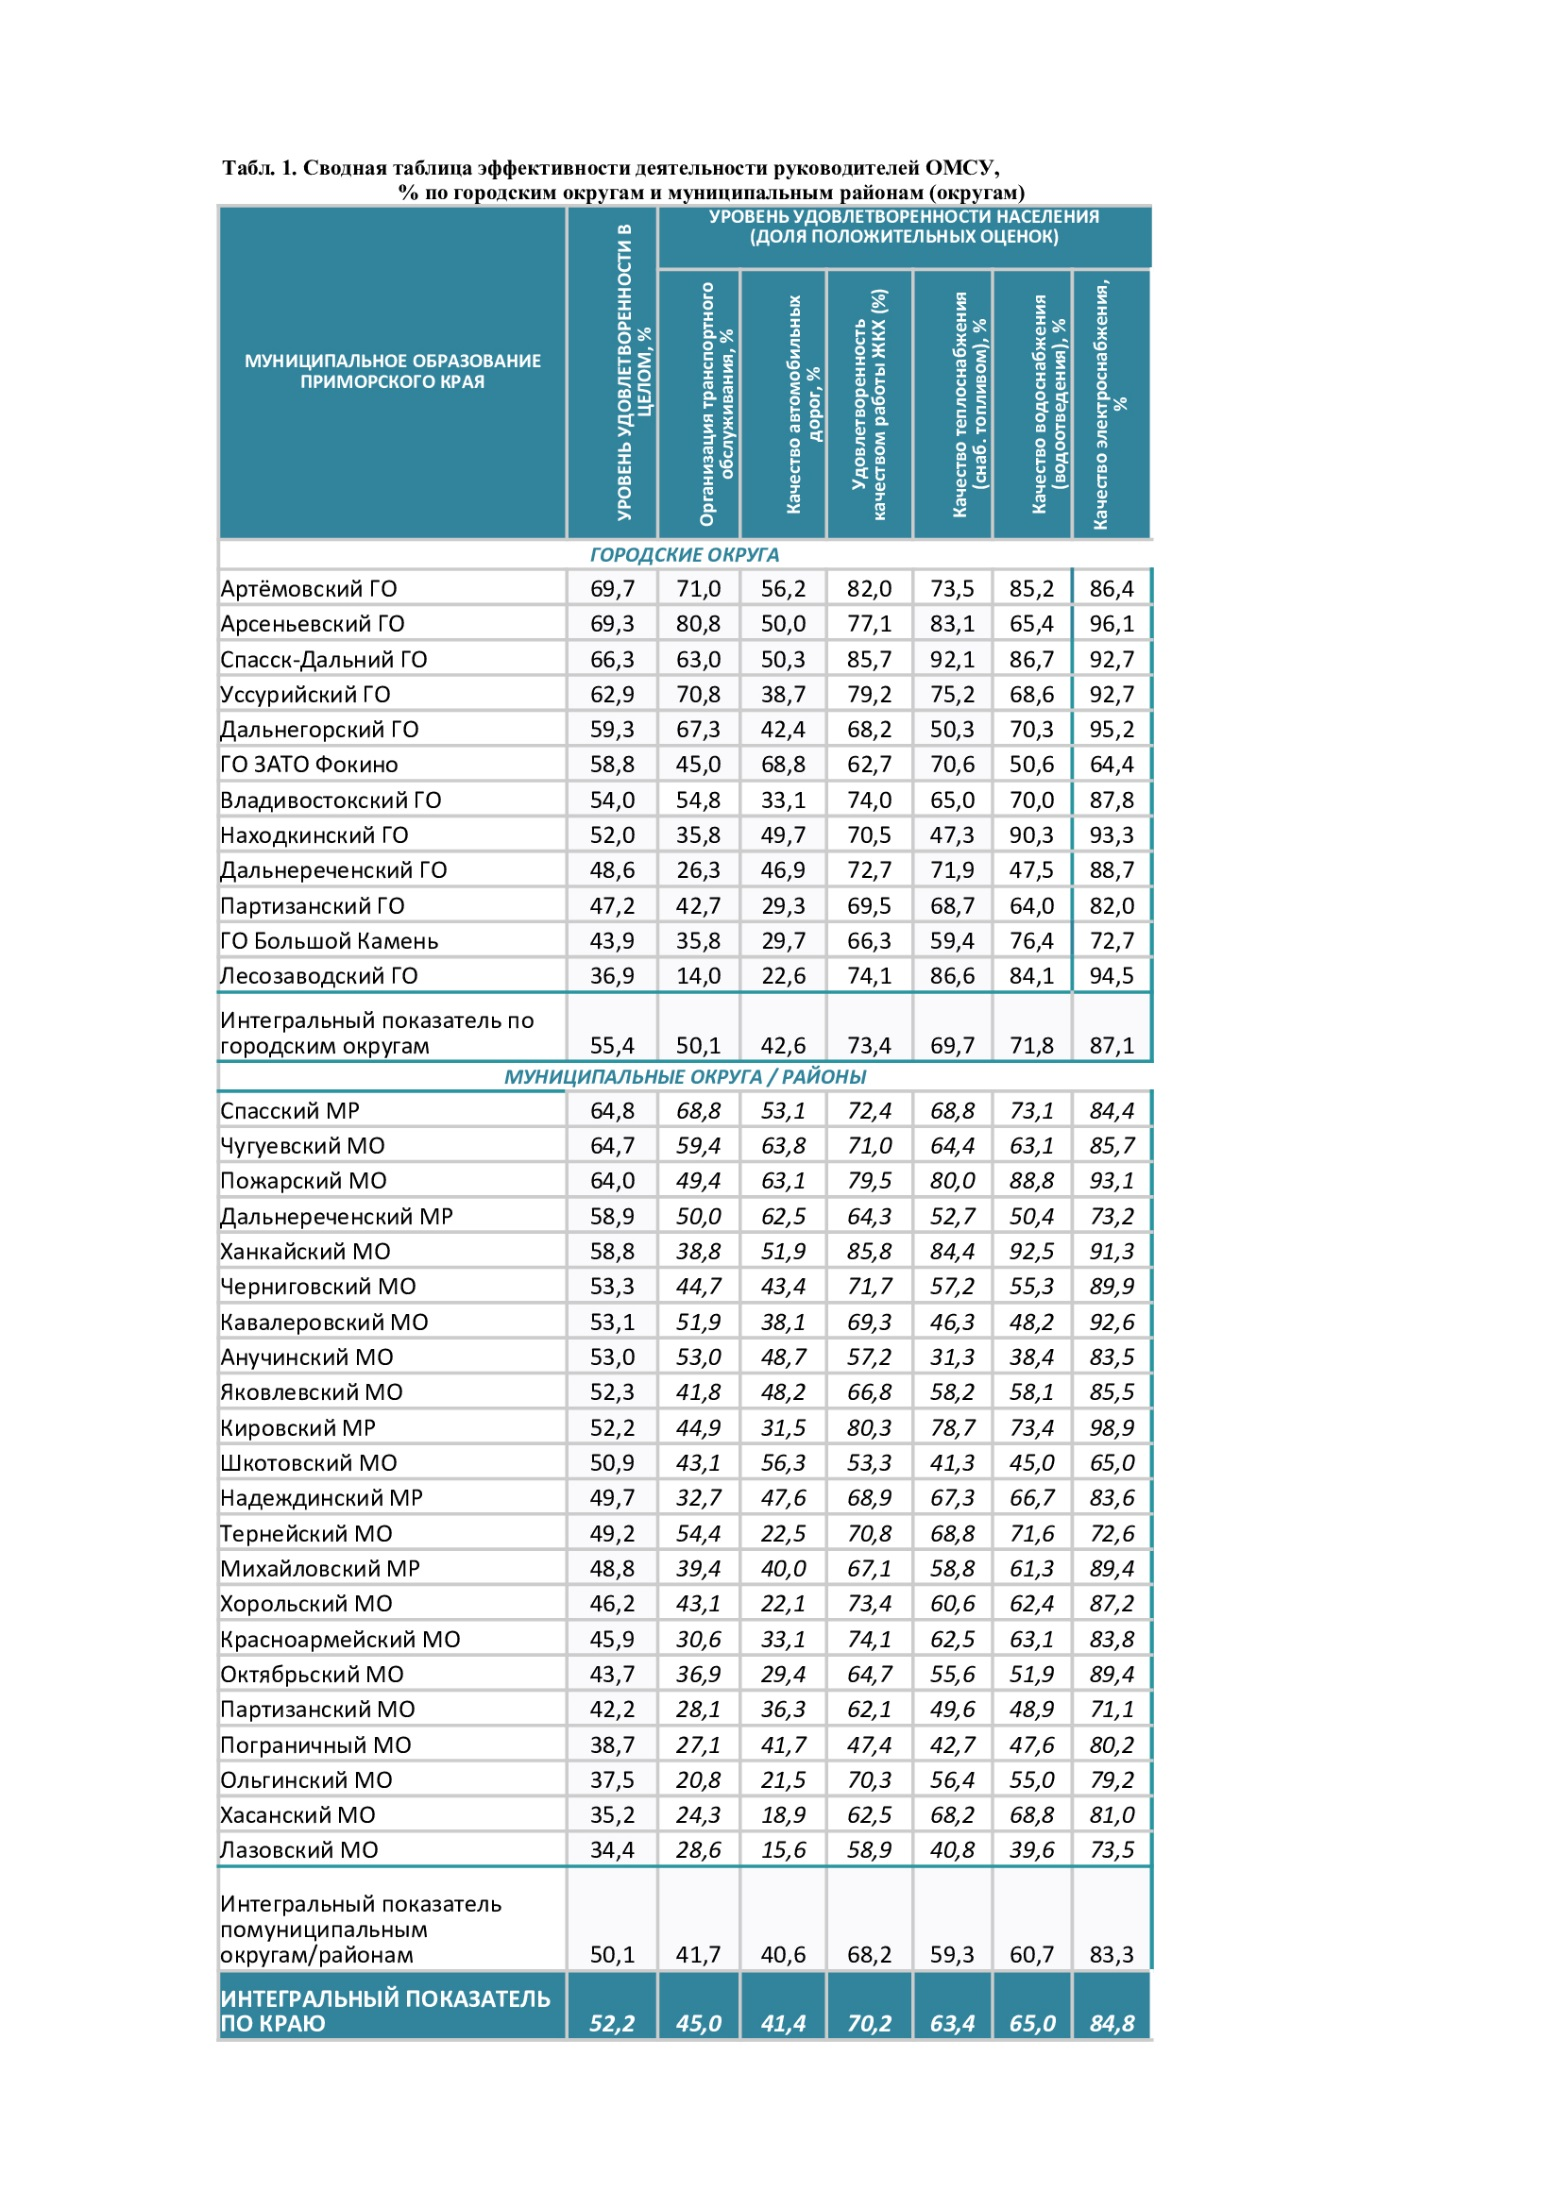 Табл. 1. Сводная таблица эффективности деятельности руководителей ОМСУ,
% по городским округам и муниципальным районам (округам)
МУНИЦИПАЛЬНОЕ ОБРАЗОВАНИЕ
ПРИМОРСКОГО КРАЯ
УРОВЕНЬ УДОВЛЕТВОРЕННОСТИ В
ЦЕЛОМ, %
УРОВЕНЬ УДОВЛЕТВОРЕННОСТИ НАСЕЛЕНИЯ
(ДОЛЯ ПОЛОЖИТЕЛЬНЫХ ОЦЕНОК)
Организация транспортного
обслуживания, %
Качество автомобильных
дорог, %
Удовлетворенность
качеством работы ЖКХ (%)
Качество теплоснабжения
(снаб. топливом), %
Качество водоснабжения
(водоотведения), %
Качество электроснабжения,
%
ГОРОДСКИЕ ОКРУГА
Артёмовский ГО 69,7 71,0 56,2 82,0 73,5 85,2 86,4
Арсеньевский ГО 69,3 80,8 50,0 77,1 83,1 65,4 96,1
Спасск-Дальний ГО 66,3 63,0 50,3 85,7 92,1 86,7 92,7
Уссурийский ГО 62,9 70,8 38,7 79,2 75,2 68,6 92,7
Дальнегорский ГО 59,3 67,3 42,4 68,2 50,3 70,3 95,2
ГО ЗАТО Фокино 58,8 45,0 68,8 62,7 70,6 50,6 64,4
Владивостокский ГО 54,0 54,8 33,1 74,0 65,0 70,0 87,8
Находкинский ГО 52,0 35,8 49,7 70,5 47,3 90,3 93,3
Дальнереченский ГО 48,6 26,3 46,9 72,7 71,9 47,5 88,7
Партизанский ГО 47,2 42,7 29,3 69,5 68,7 64,0 82,0
ГО Большой Камень 43,9 35,8 29,7 66,3 59,4 76,4 72,7
Лесозаводский ГО 36,9 14,0 22,6 74,1 86,6 84,1 94,5
Интегральный показатель по
городским округам 55,4 50,1 42,6 73,4 69,7 71,8 87,1
МУНИЦИПАЛЬНЫЕ ОКРУГА / РАЙОНЫ
Спасский МР 64,8 68,8 53,1 72,4 68,8 73,1 84,4
Чугуевский МО 64,7 59,4 63,8 71,0 64,4 63,1 85,7
Пожарский МО 64,0 49,4 63,1 79,5 80,0 88,8 93,1
Дальнереченский МР 58,9 50,0 62,5 64,3 52,7 50,4 73,2
Ханкайский МО 58,8 38,8 51,9 85,8 84,4 92,5 91,3
Черниговский МО 53,3 44,7 43,4 71,7 57,2 55,3 89,9
Кавалеровский МО 53,1 51,9 38,1 69,3 46,3 48,2 92,6
Анучинский МО 53,0 53,0 48,7 57,2 31,3 38,4 83,5
Яковлевский МО 52,3 41,8 48,2 66,8 58,2 58,1 85,5
Кировский МР 52,2 44,9 31,5 80,3 78,7 73,4 98,9
Шкотовский МО 50,9 43,1 56,3 53,3 41,3 45,0 65,0
Надеждинский МР 49,7 32,7 47,6 68,9 67,3 66,7 83,6
Тернейский МО 49,2 54,4 22,5 70,8 68,8 71,6 72,6
Михайловский МР 48,8 39,4 40,0 67,1 58,8 61,3 89,4
Хорольский МО 46,2 43,1 22,1 73,4 60,6 62,4 87,2
Красноармейский МО 45,9 30,6 33,1 74,1 62,5 63,1 83,8
Октябрьский МО 43,7 36,9 29,4 64,7 55,6 51,9 89,4
Партизанский МО 42,2 28,1 36,3 62,1 49,6 48,9 71,1
Пограничный МО 38,7 27,1 41,7 47,4 42,7 47,6 80,2
Ольгинский МО 37,5 20,8 21,5 70,3 56,4 55,0 79,2
Хасанский МО 35,2 24,3 18,9 62,5 68,2 68,8 81,0
Лазовский МО 34,4 28,6 15,6 58,9 40,8 39,6 73,5
Интегральный показатель
помуниципальным
округам/районам 50,1 41,7 40,6 68,2 59,3 60,7 83,3
ИНТЕГРАЛЬНЫЙ ПОКАЗАТЕЛЬ
ПО КРАЮ 52,2 45,0 41,4 70,2 63,4 65,0 84,8